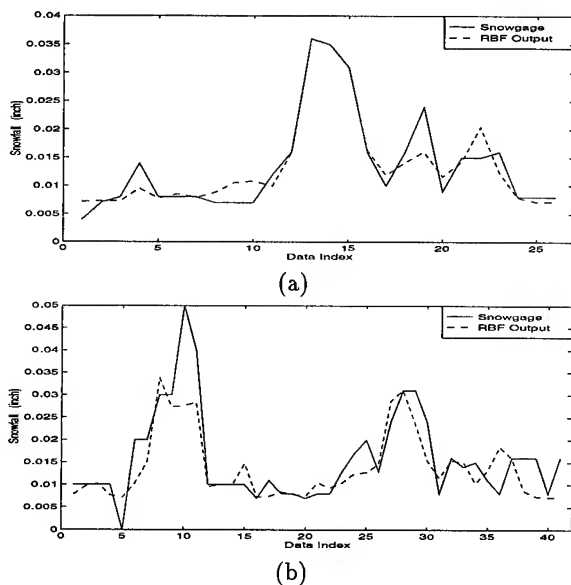 0.04
0.035
0.03
0.025
0.02
0.015
0.01
0.005
0
Snowfall (inch)
Snowgage
RBF Output
0 5 10 15 20 25
Data Index
(a)
0.05
0.045
0.04
0.035
0.03
0.025
0.02
0.015
0.01
0.005
0
Snowfall (inch)
Snowgage
RBF Output
0 5 10 15 20 25 30 35 40
Data Index
(b)